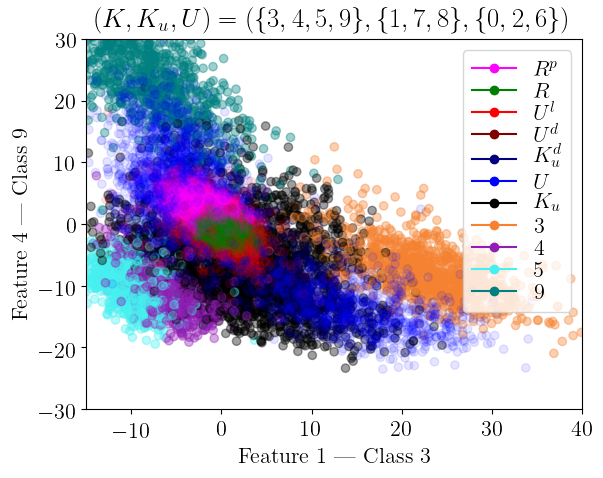 (K, K_u, U) = ({3, 4, 5, 9}, {1, 7, 8}, {0, 2, 6})
30
20
10
0
−10
−20
−30
−10
0
10
20
30
40
Feature 4 — Class 9
Feature 1 — Class 3
R^p
R
U^l
U^d
K_u^d
U
K_u
3
4
5
9